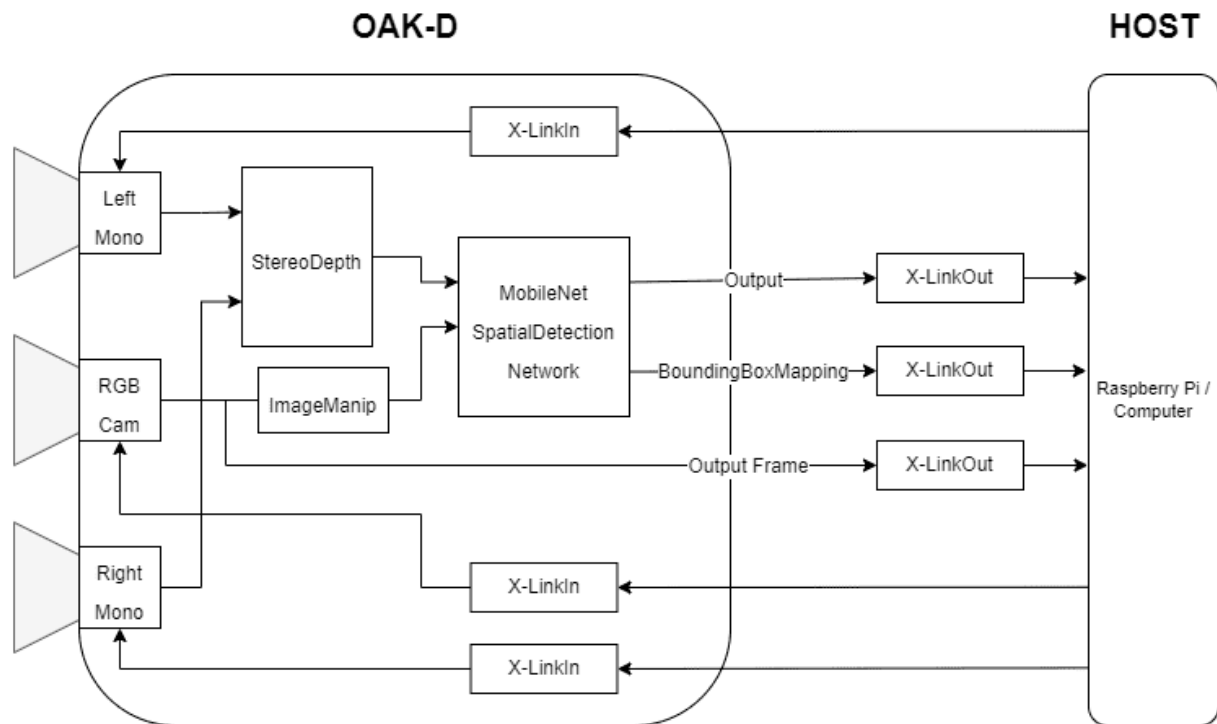 OAK-D
HOST
X-LinkIn
Left
Mono
StereoDepth
MobileNet
SpatialDetection
Network
Output
X-LinkOut
BoundingBoxMapping
X-LinkOut
RGB
Cam
ImageManip
Raspberry Pi /
Computer
Output Frame
X-LinkOut
Right
Mono
X-LinkIn
X-LinkIn